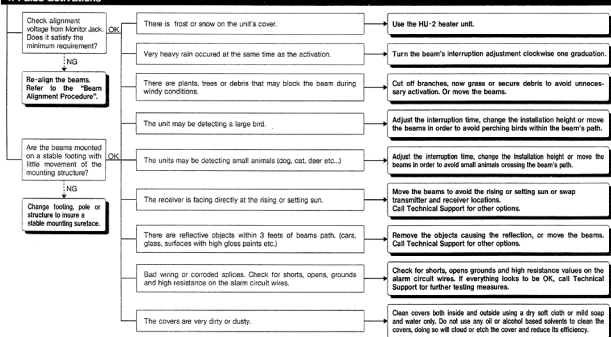 Check alignment
voltage from Monitor Jack.
Does it satisfy the
minimum requirement?
OK
NG
Re-align the beams.
Refer to the "Beam
Alignment Procedure".
Are the beams mounted
on a stable footing with
little movement of the
mounting structure?
OK
NG
Change footing, pole or
structure to insure a
stable mounting sureface.
There is frost or snow on the unit's cover.
Use the HU-2 heater unit.
Very heavy rain occured at the same time as the activation.
Turn the beam's interruption adjustment clockwise one graduation.
There are plants, trees or debris that may block the beam during
windy conditions.
Cut off branches, now grass or secure debris to avoid unneces-
sary activation. Or move the beams.
The unit may be detecting a large bird.
Adjust the interruption time, change the installation height or move
the beams in order to avoid perching birds within the beam's path.
The units may be detecting small animals (dog, cat, deer etc...)
Adjust the interruption time, change the installation height or move the
beams in order to avoid small animals crossing the beam's path.
The receiver is facing directly at the rising or setting sun.
Move the beams to avoid the rising or setting sun or swap
transmitter and receiver locations.
Call Technical Support for other options.
There are reflective objects within 3 feets of beams path. (cars,
glass, surfaces with high gloss paints etc.)
Remove the objects causing the reflection, or move the beams.
Call Technical Support for other options.
Bad wiring or corroded splices. Check for shorts, opens, grounds
and high resistance on the alarm circuit wires.
Check for shorts, opens grounds and high resistance values on the
alarm circuit wires. If everything looks to be OK, call Technical
Support for further testing measures.
The covers are very dirty or dusty.
Clean covers both inside and outside using a dry soft cloth or mild soap
and water only. Do not use any oil or alcohol based solvents to clean the
covers, doing so will cloud or etch the cover and reduce its efficiency.